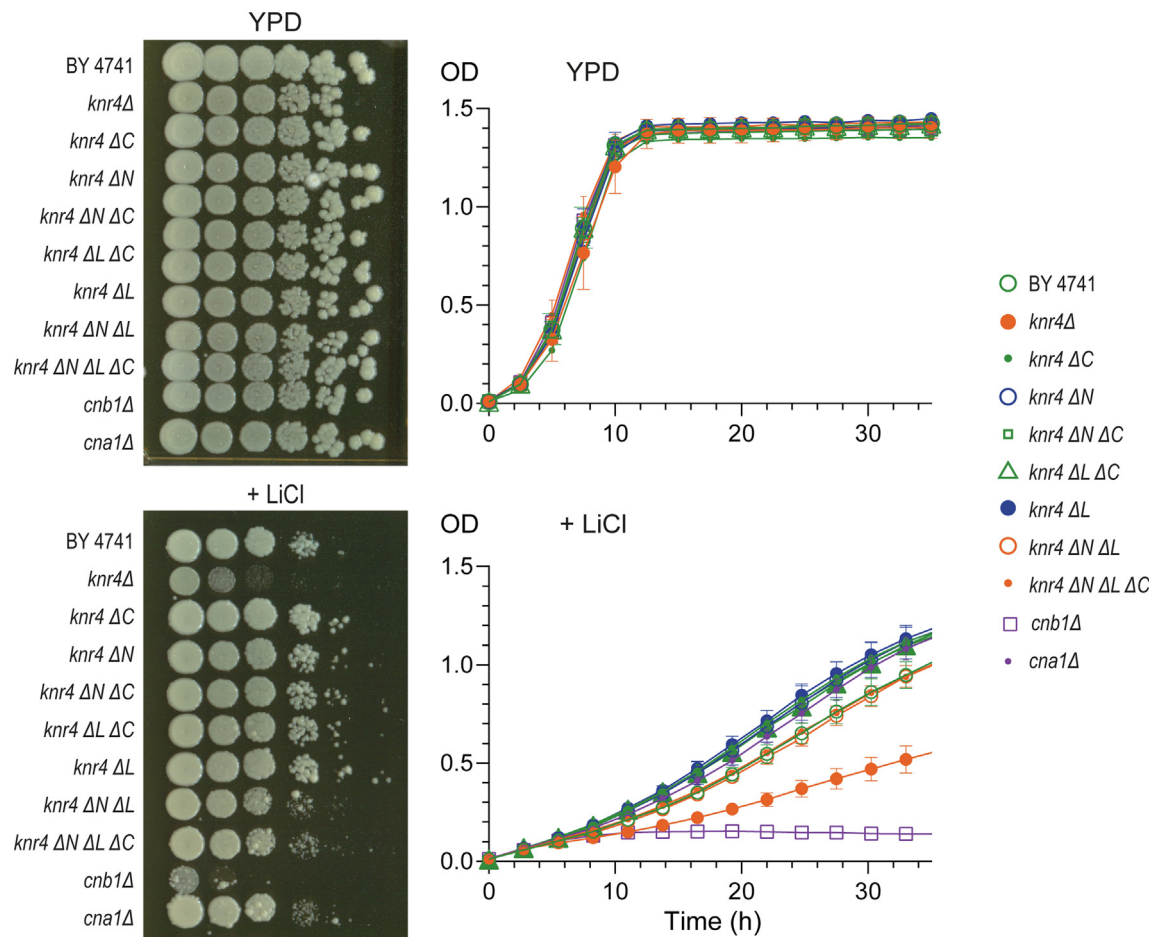 YPD
BY 4741
knr4Δ
knr4 ΔC
knr4 ΔN
knr4 ΔN ΔC
knr4 ΔL ΔC
knr4 ΔL
knr4 ΔN ΔL
knr4 ΔN ΔL ΔC
cnb1Δ
cna1Δ
OD
YPD
1.5
1.0
0.5
0.0
0 10 20 30
+ LiCl
BY 4741
knr4Δ
knr4 ΔC
knr4 ΔN
knr4 ΔN ΔC
knr4 ΔL ΔC
knr4 ΔL
knr4 ΔN ΔL
knr4 ΔN ΔL ΔC
cnb1Δ
cna1Δ
OD
+ LiCl
1.5
1.0
0.5
0.0
0 10 20 30
Time (h)
BY 4741
knr4Δ
knr4 ΔC
knr4 ΔN
knr4 ΔN ΔC
knr4 ΔL ΔC
knr4 ΔL
knr4 ΔN ΔL
knr4 ΔN ΔL ΔC
cnb1Δ
cna1Δ